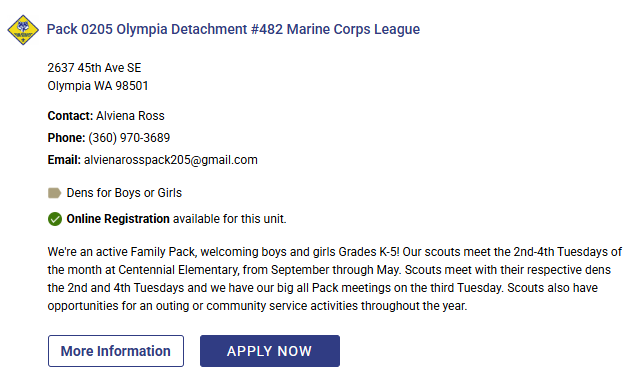 Pack 0205 Olympia Detachment #482 Marine Corps League
2637 45th Ave SE
Olympia WA 98501
Contact: Alviena Ross
Phone: (360) 970-3689
Email: alvienarosspack205@gmail.com
Dens for Boys or Girls
Online Registration available for this unit.
We're an active Family Pack, welcoming boys and girls Grades K-5! Our scouts meet the 2nd-4th Tuesdays of
the month at Centennial Elementary, from September through May. Scouts meet with their respective dens
the 2nd and 4th Tuesdays and we have our big all Pack meetings on the third Tuesday. Scouts also have
opportunities for an outing or community service activities throughout the year.
More Information
APPLY NOW